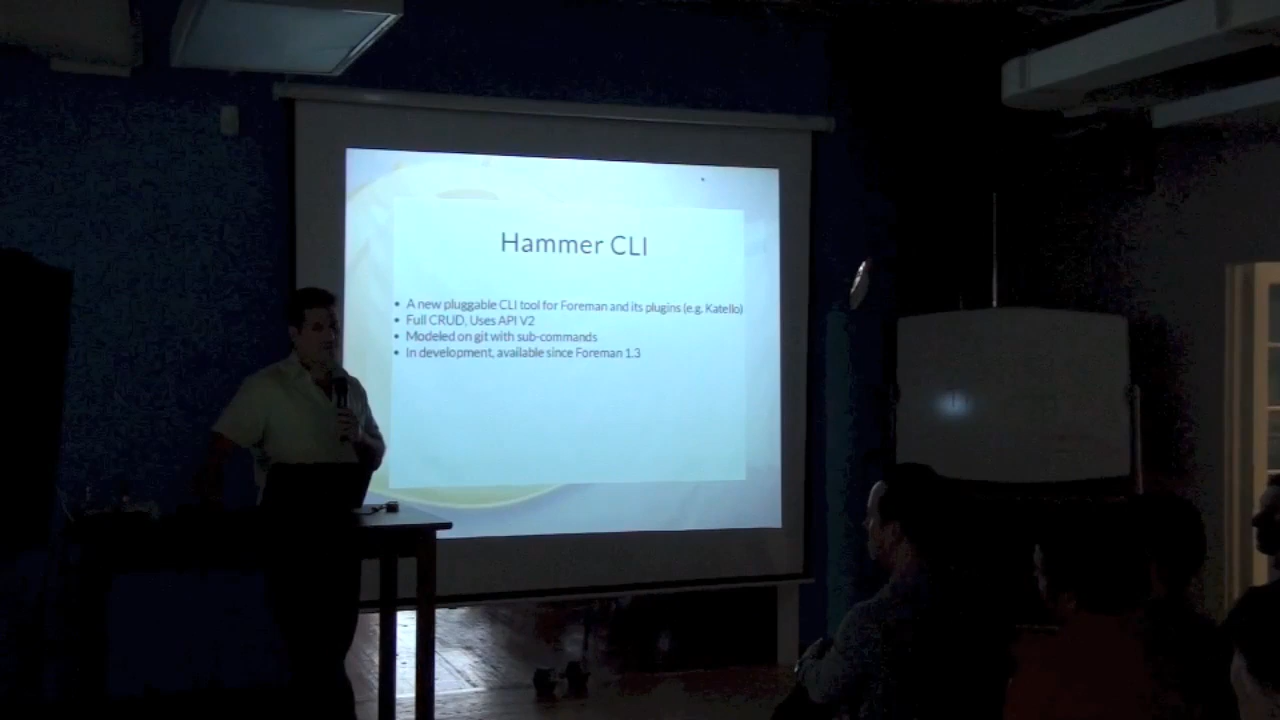 Hammer CLI
• A new pluggable CLI tool for Foreman and its plugins (e.g. Katello)
• Full CRUD, Uses API V2
• Modeled on git with sub-commands
• In development, available since Foreman 1.3